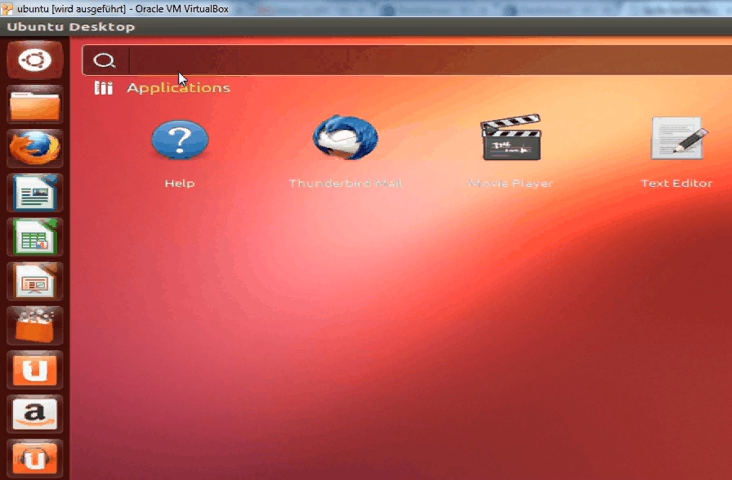 ubuntu [wird ausgeführt] - Oracle VM VirtualBox
Ubuntu Desktop
Applications
Help
Thunderbird Mail
Movie Player
Text Editor